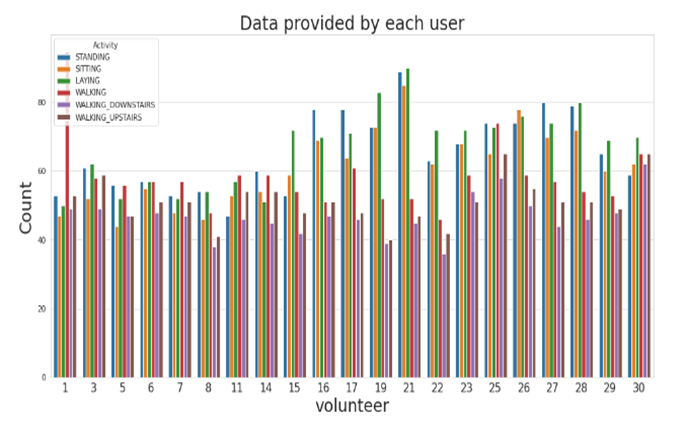 Data provided by each user
Activity
STANDING
SITTING
LAYING
WALKING
WALKING_DOWNSTAIRS
WALKING_UPSTAIRS
Count
80
60
40
20
0
1 3 5 6 7 8 11 14 15 16 17 19 21 22 23 25 26 27 28 29 30
volunteer